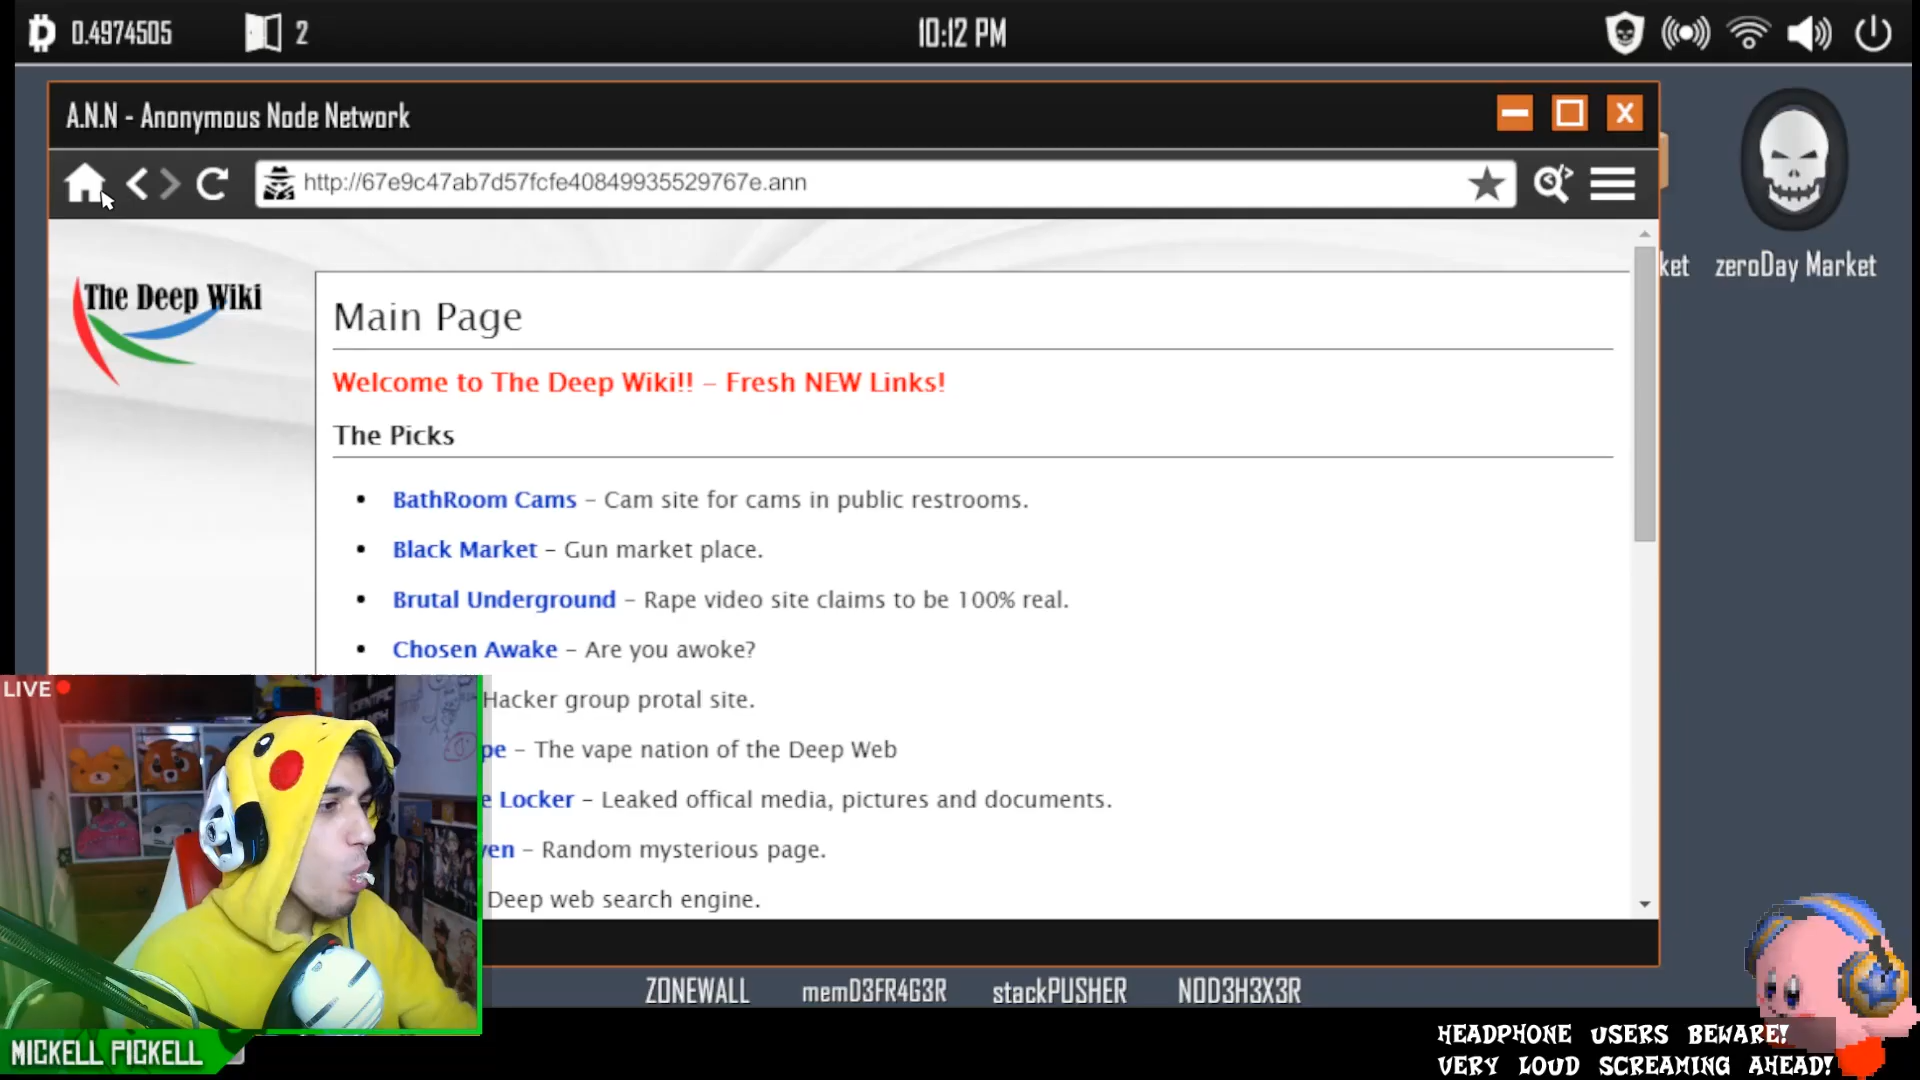 0.4974505
2
10:12 PM
A.N.N - Anonymous Node Network
http://67e9c47ab7d57fcfe40849935529767e.ann
ket
zeroDay Market
The Deep Wiki
Main Page
Welcome to The Deep Wiki!! – Fresh NEW Links!
The Picks
• BathRoom Cams – Cam site for cams in public restrooms.
• Black Market – Gun market place.
• Brutal Underground – Rape video site claims to be 100% real.
• Chosen Awake – Are you awoke?
Hacker group protal site.
pe – The vape nation of the Deep Web
e Locker – Leaked offical media, pictures and documents.
ven – Random mysterious page.
Deep web search engine.
LIVE
ZONEWALL
memD3FR4G3R
stackPUSHER
NOD3H3X3R
MICKELL PICKELL
HEADPHONE USERS BEWARE!
VERY LOUD SCREAMING AHEAD!